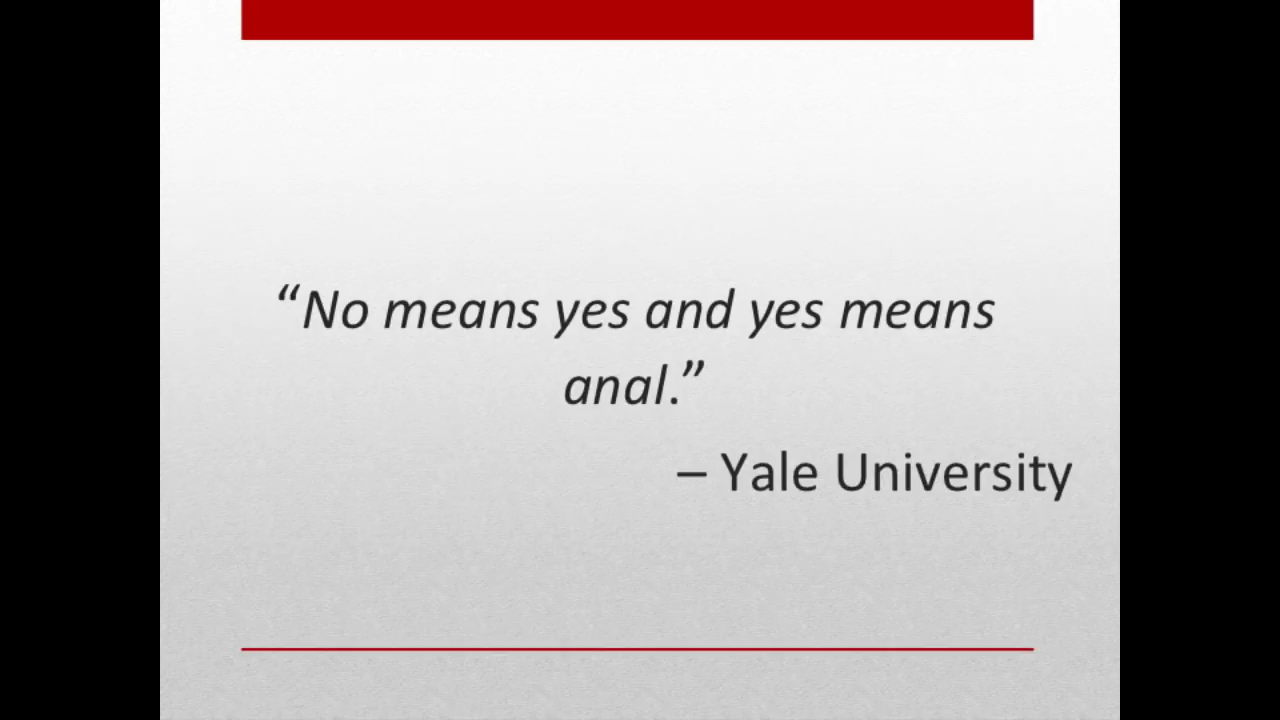 “No means yes and yes means
anal.”
– Yale University